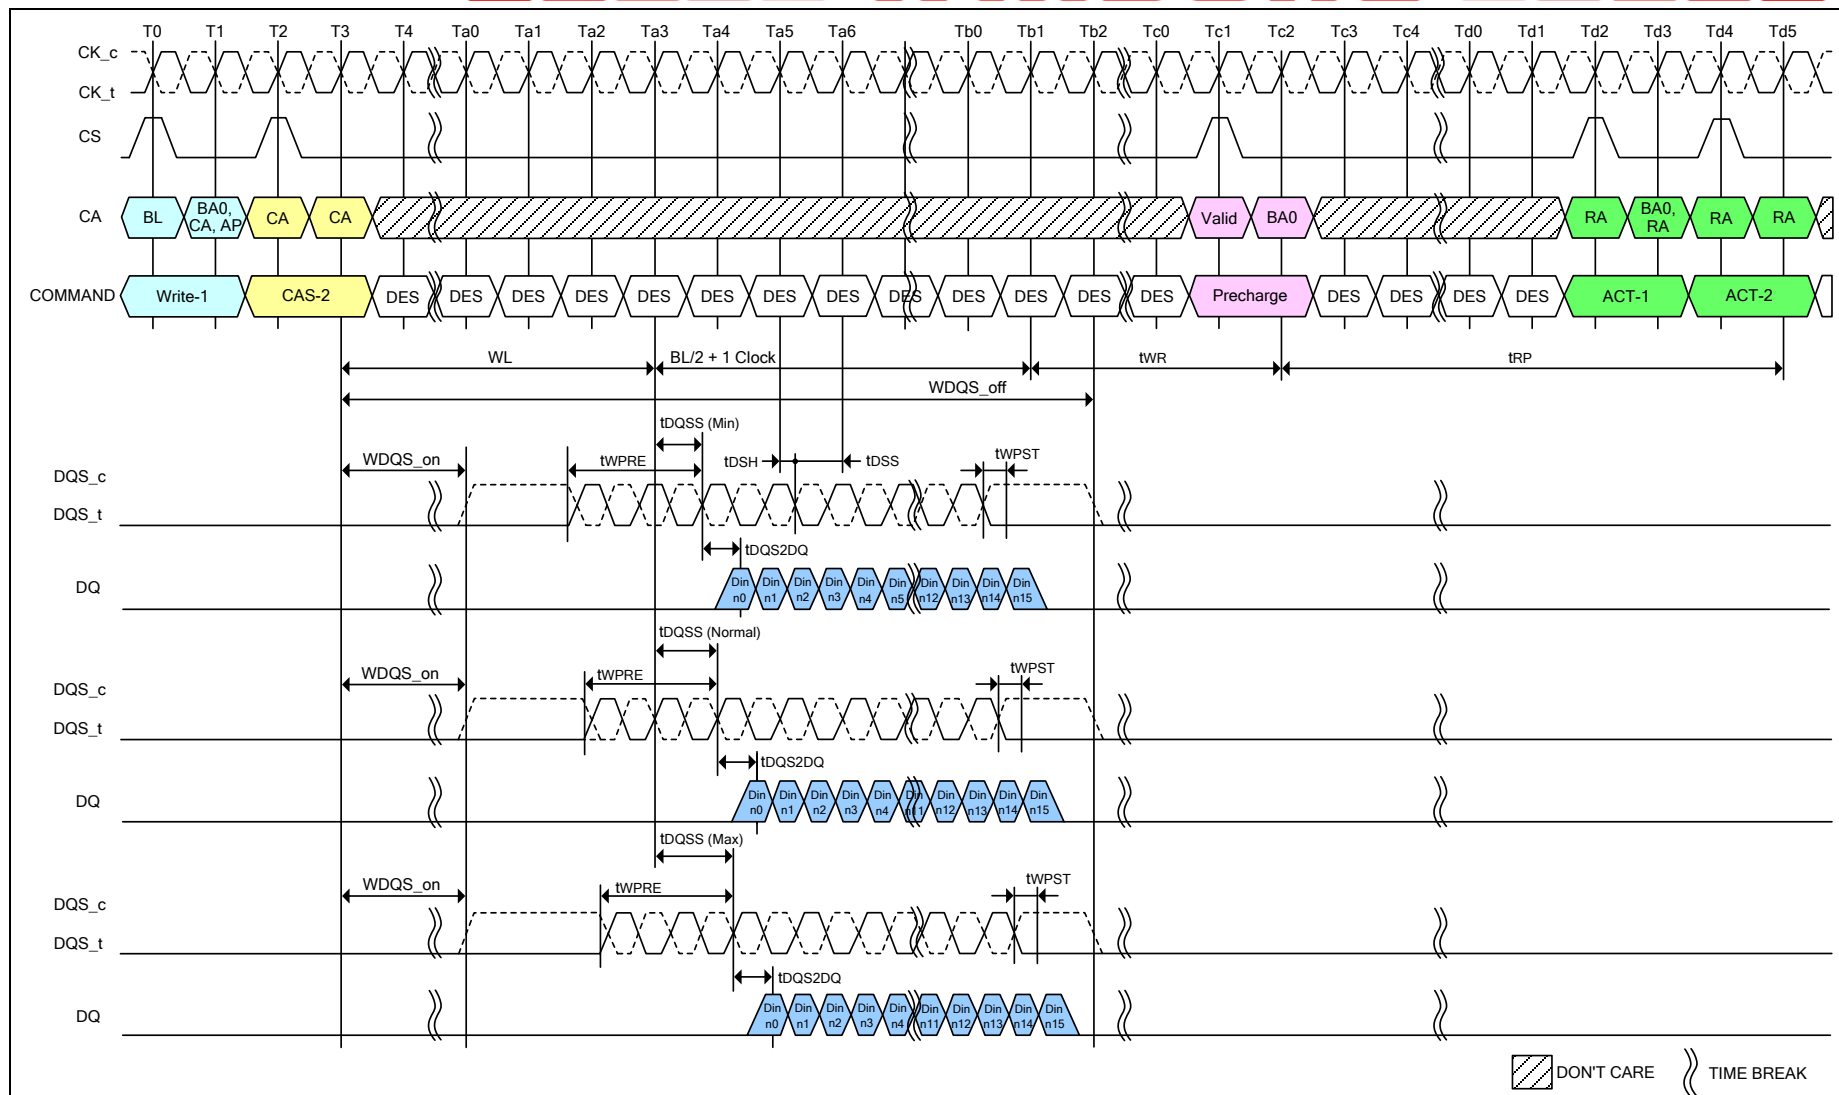 T0 T1 T2 T3 T4 Ta0 Ta1 Ta2 Ta3 Ta4 Ta5 Ta6 Tb0 Tb1 Tb2 Tc0 Tc1 Tc2 Tc3 Tc4 Td0 Td1 Td2 Td3 Td4 Td5
CK_c
CK_t
CS
CA BL BA0, CA, AP CA CA Valid BA0 RA BA0, RA RA RA
COMMAND Write-1 CAS-2 DES DES DES DES DES DES DES DES DES DES DES DES DES Precharge DES DES DES DES ACT-1 ACT-2
WL BL/2 + 1 Clock tWR tRP
WDQS_off
tDQSS (Min)
WDQS_on tWPRE tDSH tDSS tWPST
DQS_c
DQS_t
tDQS2DQ
DQ Din n0 Din n1 Din n2 Din n3 Din n4 Din n5 Din n12 Din n13 Din n14 Din n15
tDQSS (Normal)
WDQS_on tWPRE tWPST
DQS_c
DQS_t
tDQS2DQ
DQ Din n0 Din n1 Din n2 Din n3 Din n4 Din n11 Din n12 Din n13 Din n14 Din n15
tDQSS (Max)
WDQS_on tWPRE tWPST
DQS_c
DQS_t
tDQS2DQ
DQ Din n0 Din n1 Din n2 Din n3 Din n4 Din n11 Din n12 Din n13 Din n14 Din n15
DON'T CARE TIME BREAK